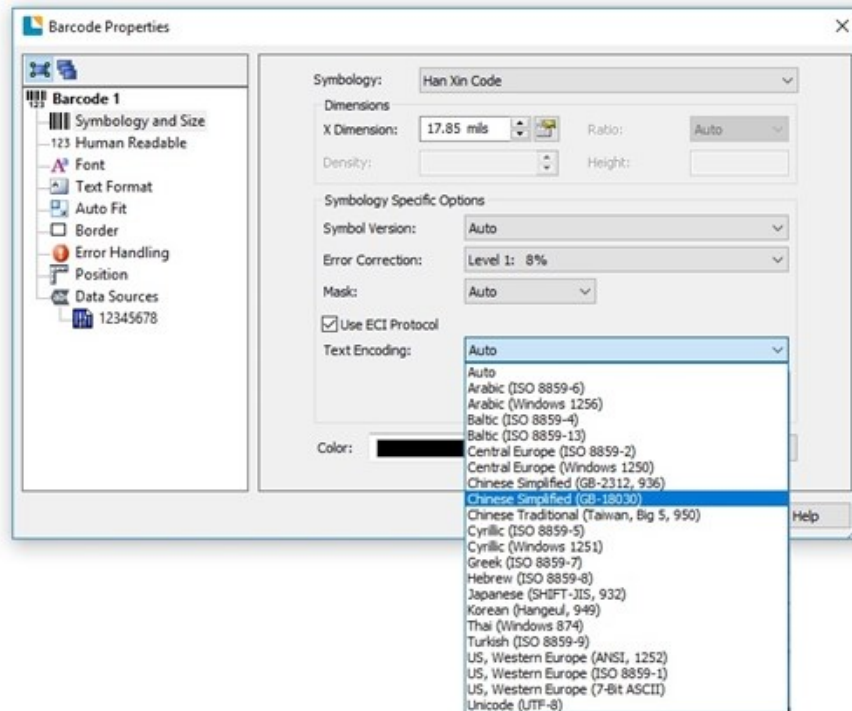 Barcode Properties
Barcode 1
Symbology and Size
123 Human Readable
Font
Text Format
Auto Fit
Border
Error Handling
Position
Data Sources
12345678
Symbology: Han Xin Code
Dimensions
X Dimension: 17.85 mils Ratio: Auto
Density: Height:
Symbology Specific Options
Symbol Version: Auto
Error Correction: Level 1: 8%
Mask: Auto
Use ECI Protocol
Text Encoding: Auto
Auto
Arabic (ISO 8859-6)
Arabic (Windows 1256)
Baltic (ISO 8859-4)
Baltic (ISO 8859-13)
Central Europe (ISO 8859-2)
Central Europe (Windows 1250)
Chinese Simplified (GB-2312, 936)
Chinese Simplified (GB-18030)
Chinese Traditional (Taiwan, Big 5, 950)
Cyrillic (ISO 8859-5)
Cyrillic (Windows 1251)
Greek (ISO 8859-7)
Hebrew (ISO 8859-8)
Japanese (SHIFT-JIS, 932)
Korean (Hangeul, 949)
Thai (Windows 874)
Turkish (ISO 8859-9)
US, Western Europe (ANSI, 1252)
US, Western Europe (ISO 8859-1)
US, Western Europe (7-Bit ASCII)
Unicode (UTF-8)
Color:
Help